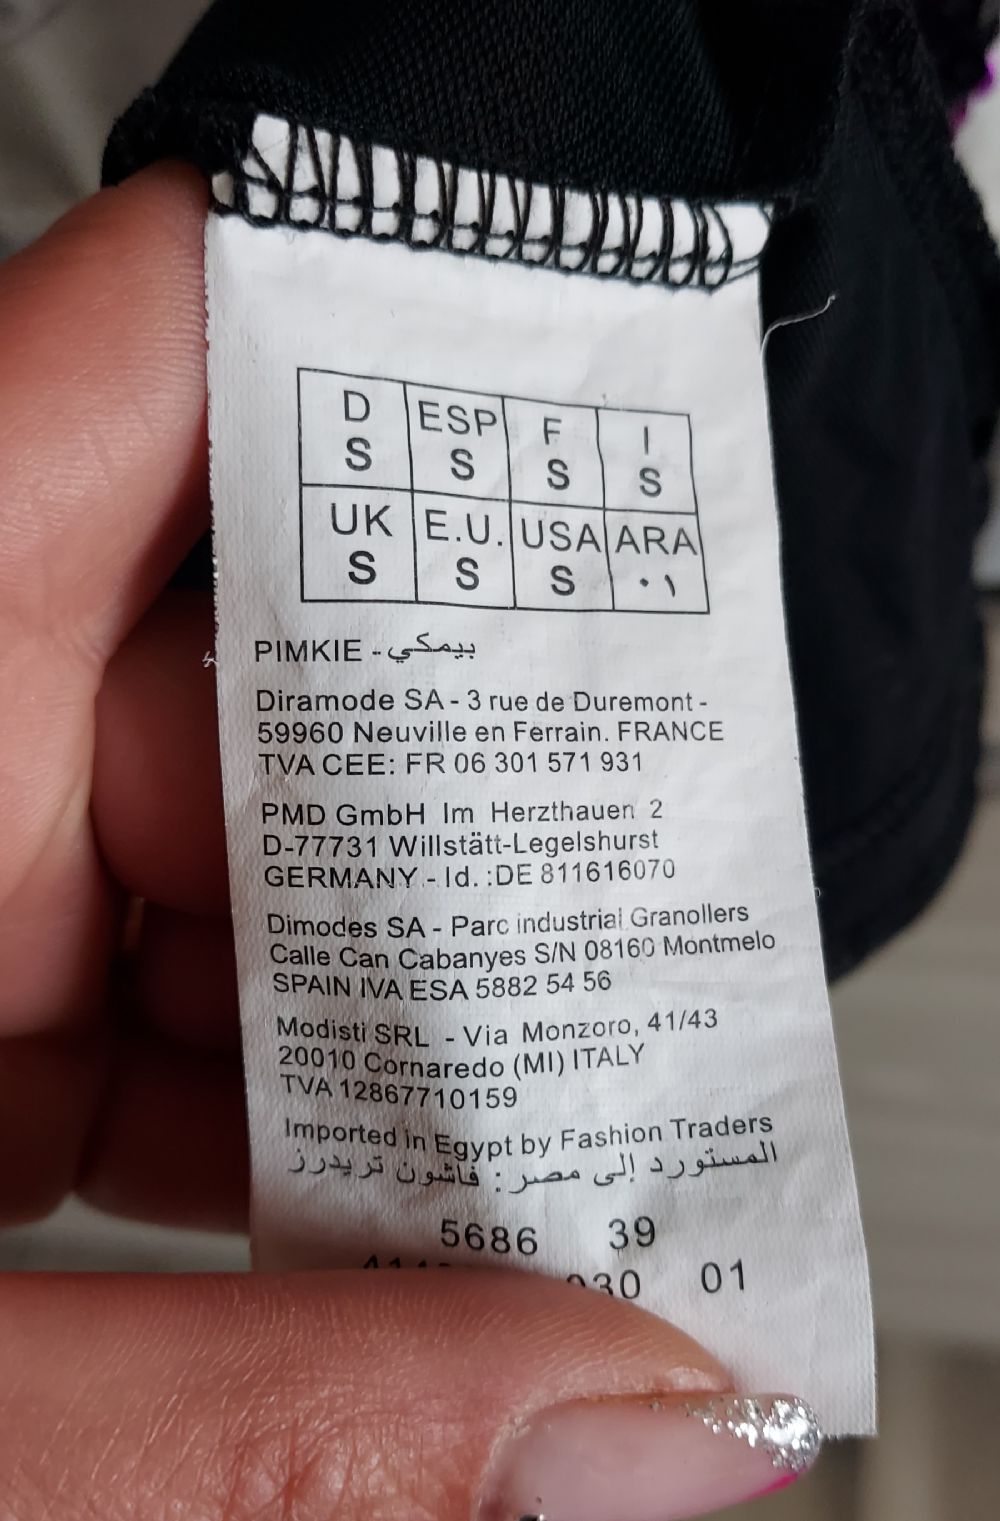 D ESP F I
S S S S
UK E.U. USA ARA
S S S ٠١
PIMKIE - بيمكي
Diramode SA - 3 rue de Duremont -
59960 Neuville en Ferrain. FRANCE
TVA CEE: FR 06 301 571 931
PMD GmbH Im Herzthauen 2
D-77731 Willstätt-Legelshurst
GERMANY - Id. :DE 811616070
Dimodes SA - Parc industrial Granollers
Calle Can Cabanyes S/N 08160 Montmelo
SPAIN IVA ESA 5882 54 56
Modisti SRL - Via Monzoro, 41/43
20010 Cornaredo (MI) ITALY
TVA 12867710159
Imported in Egypt by Fashion Traders
المستورد إلى مصر : فاشون تريدرز
5686 39
01